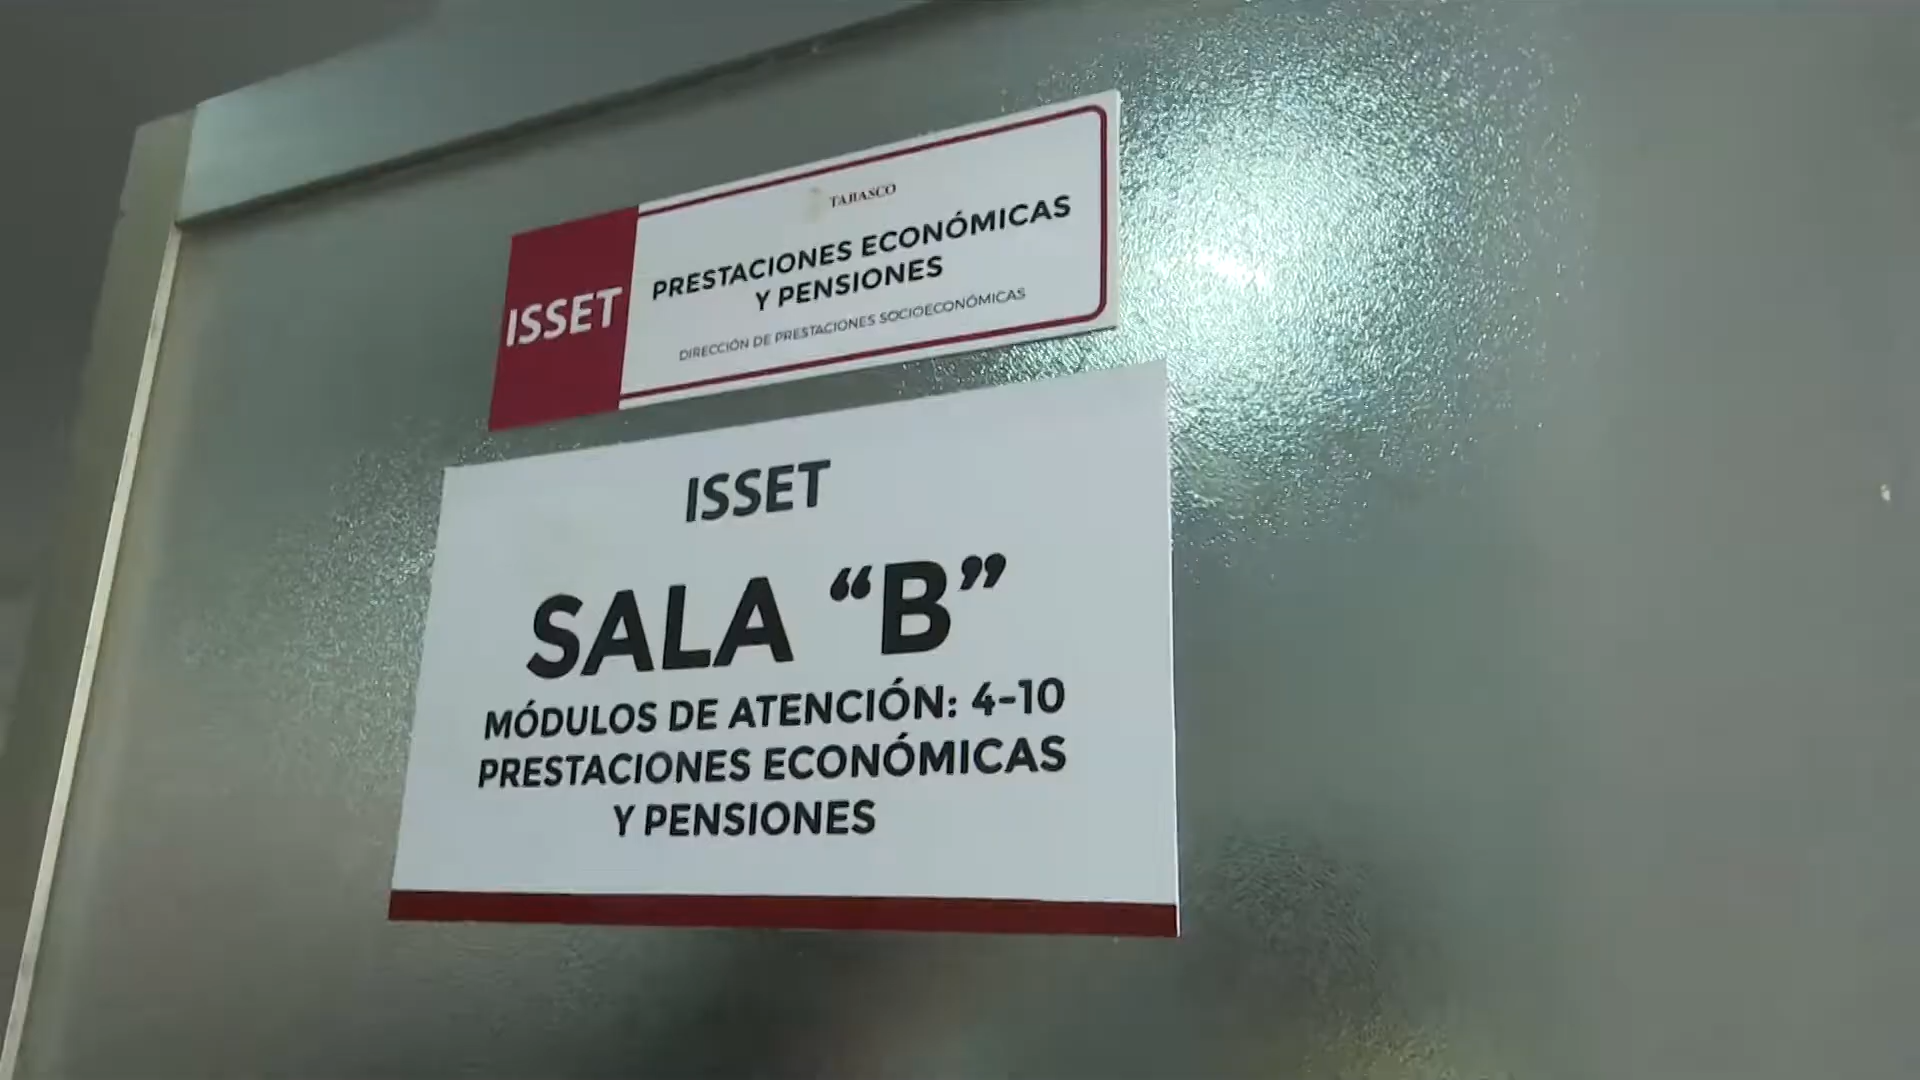 TABASCO
ISSET
PRESTACIONES ECONÓMICAS
Y PENSIONES
DIRECCIÓN DE PRESTACIONES SOCIOECONÓMICAS
ISSET
SALA “B”
MÓDULOS DE ATENCIÓN: 4-10
PRESTACIONES ECONÓMICAS
Y PENSIONES